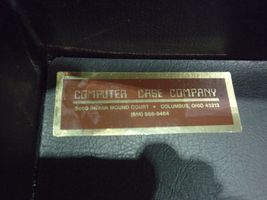 COMPUTER CASE COMPANY
5650 INDIAN MOUND COURT • COLUMBUS, OHIO 43213
(614) 868-9464